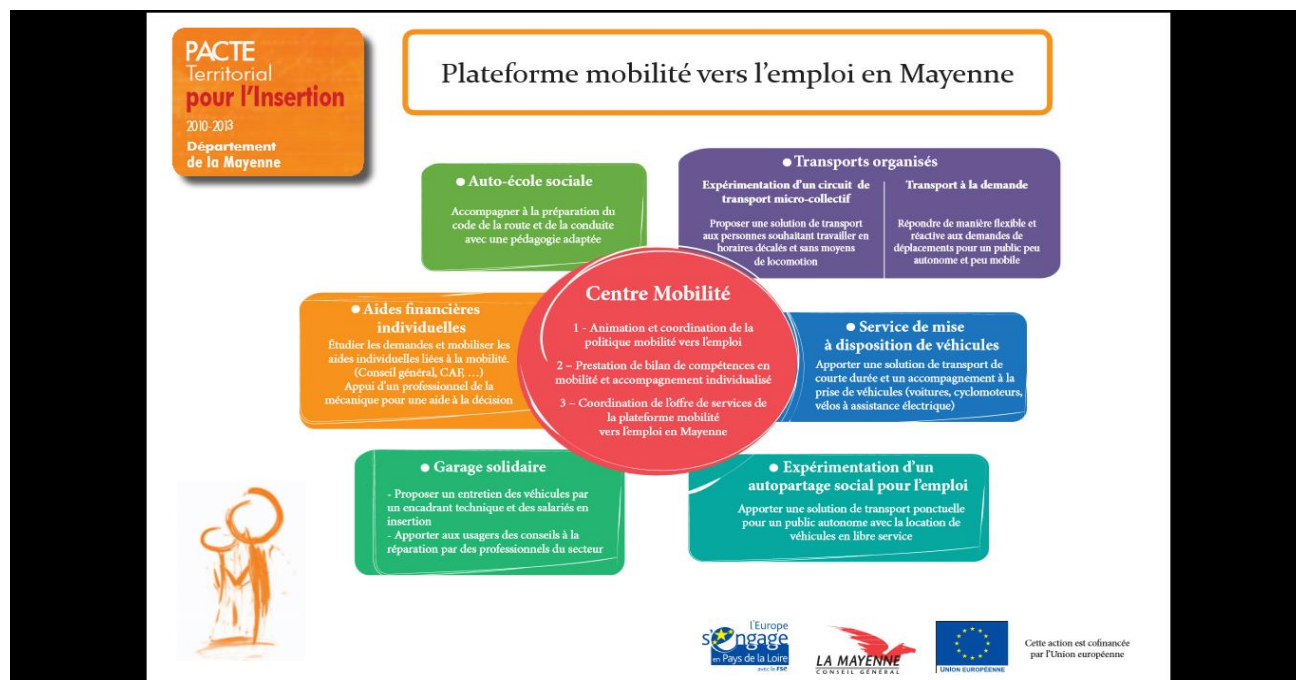 PACTE
Territorial
pour l'Insertion
2010-2013
Département
de la Mayenne
Plateforme mobilité vers l'emploi en Mayenne
● Auto-école sociale
Accompagner à la préparation du
code de la route et de la conduite
avec une pédagogie adaptée
● Transports organisés
Expérimentation d'un circuit de
transport micro-collectif
Proposer une solution de transport
aux personnes souhaitant travailler en
horaires décalés et sans moyens
de locomotion
Transport à la demande
Répondre de manière flexible et
réactive aux demandes de
déplacements pour un public peu
autonome et peu mobile
● Aides financières
individuelles
Étudier les demandes et mobiliser les
aides individuelles liées à la mobilité.
(Conseil général, CAF, …)
Appui d'un professionnel de la
mécanique pour une aide à la décision
Centre Mobilité
1 - Animation et coordination de la
politique mobilité vers l'emploi
2 – Prestation de bilan de compétences en
mobilité et accompagnement individualisé
3 – Coordination de l'offre de services de
la plateforme mobilité
vers l'emploi en Mayenne
● Service de mise
à disposition de véhicules
Apporter une solution de transport de
courte durée et un accompagnement à la
prise de véhicules (voitures, cyclomoteurs,
vélos à assistance électrique)
● Garage solidaire
- Proposer un entretien des véhicules par
un encadrant technique et des salariés en
insertion
- Apporter aux usagers des conseils à la
réparation par des professionnels du secteur
● Expérimentation d'un
autopartage social pour l'emploi
Apporter une solution de transport ponctuelle
pour un public autonome avec la location de
véhicules en libre service
l'Europe
s'engage
en Pays de la Loire
avec le FSE
LA MAYENNE
CONSEIL GÉNÉRAL
UNION EUROPÉENNE
Cette action est cofinancée
par l'Union européenne